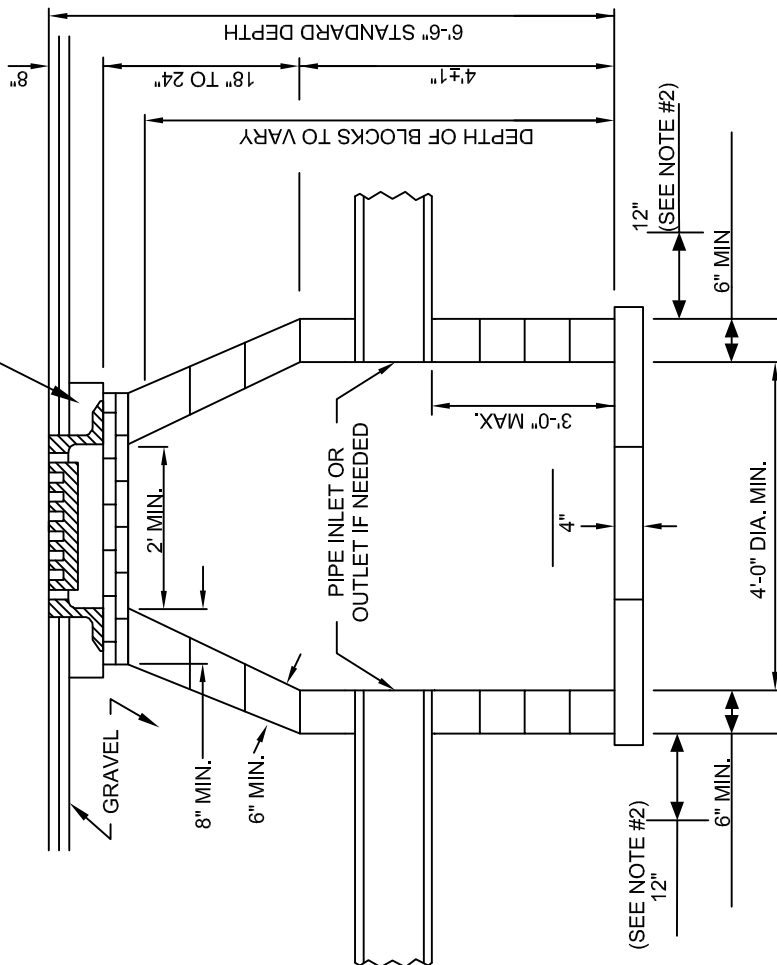 8"
6'-6" STANDARD DEPTH
18" TO 24"
4'±1"
DEPTH OF BLOCKS TO VARY
GRAVEL
2' MIN.
8" MIN.
6" MIN.
PIPE INLET OR
OUTLET IF NEEDED
3'-0" MAX.
12"
(SEE NOTE #2)
6" MIN
4"
4'-0" DIA. MIN.
(SEE NOTE #2)
12"
6" MIN.